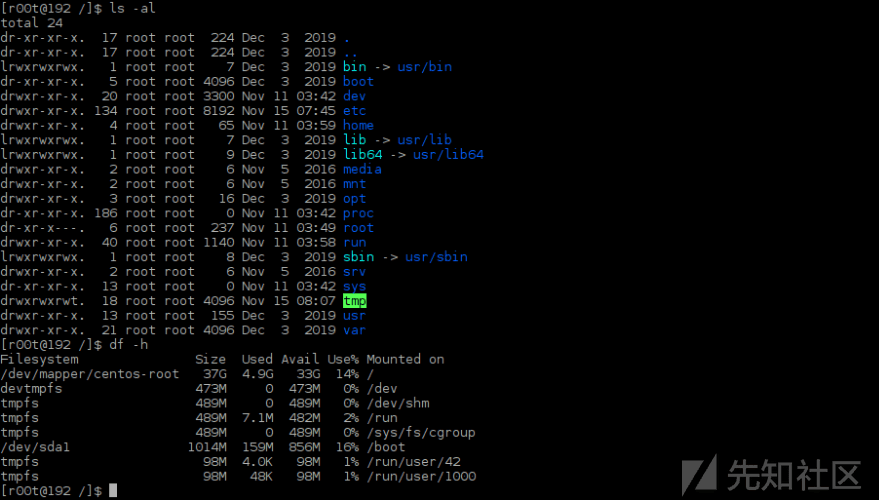 [r00t@192 /]$ ls -al
total 24
dr-xr-xr-x.  17 root root  224 Dec  3  2019 .
dr-xr-xr-x.  17 root root  224 Dec  3  2019 ..
lrwxrwxrwx.   1 root root    7 Dec  3  2019 bin -> usr/bin
dr-xr-xr-x.   5 root root 4096 Dec  3  2019 boot
drwxr-xr-x.  20 root root 3300 Nov 11 03:42 dev
drwxr-xr-x. 134 root root 8192 Nov 15 07:45 etc
drwxr-xr-x.   4 root root   65 Nov 11 03:59 home
lrwxrwxrwx.   1 root root    7 Dec  3  2019 lib -> usr/lib
lrwxrwxrwx.   1 root root    9 Dec  3  2019 lib64 -> usr/lib64
drwxr-xr-x.   2 root root    6 Nov  5  2016 media
drwxr-xr-x.   2 root root    6 Nov  5  2016 mnt
drwxr-xr-x.   3 root root   16 Dec  3  2019 opt
dr-xr-xr-x. 186 root root    0 Nov 11 03:42 proc
dr-xr-x---.   6 root root  237 Nov 11 03:49 root
drwxr-xr-x.  40 root root 1140 Nov 11 03:58 run
lrwxrwxrwx.   1 root root    8 Dec  3  2019 sbin -> usr/sbin
drwxr-xr-x.   2 root root    6 Nov  5  2016 srv
dr-xr-xr-x.  13 root root    0 Nov 11 03:42 sys
drwxrwxrwt.  18 root root 4096 Nov 15 08:07 tmp
drwxr-xr-x.  13 root root  155 Dec  3  2019 usr
drwxr-xr-x.  21 root root 4096 Dec  3  2019 var
[r00t@192 /]$ df -h
Filesystem               Size  Used Avail Use% Mounted on
/dev/mapper/centos-root   37G  4.9G   33G  14% /
devtmpfs                 473M     0  473M   0% /dev
tmpfs                    489M     0  489M   0% /dev/shm
tmpfs                    489M  7.1M  482M   2% /run
tmpfs                    489M     0  489M   0% /sys/fs/cgroup
/dev/sda1               1014M  159M  856M  16% /boot
tmpfs                     98M  4.0K   98M   1% /run/user/42
tmpfs                     98M   48K   98M   1% /run/user/1000
[r00t@192 /]$
先知社区